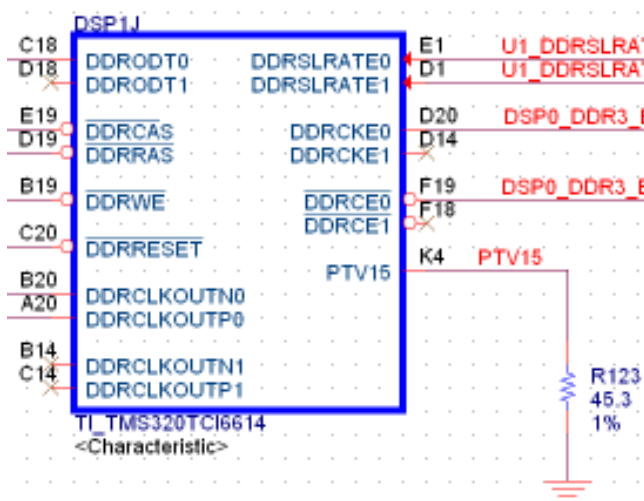 DSP1J
C18 DDRODT0 DDRSLRATE0 E1 U1_DDRSLRA
D18 DDRODT1 DDRSLRATE1 D1 U1_DDRSLRA
E19 DDRCAS DDRCKE0 D20 DSP0_DDR3_
D19 DDRRAS DDRCKE1 D14
B19 DDRWE DDRCE0 F19 DSP0_DDR3_
DDRCE1 F18
C20 DDRRESET
PTV15 K4 PTV15
B20 DDRCLKOUTN0
A20 DDRCLKOUTP0
B14 DDRCLKOUTN1
C14 DDRCLKOUTP1
R123
45.3
1%
TI_TMS320TCI6614
<Characteristic>